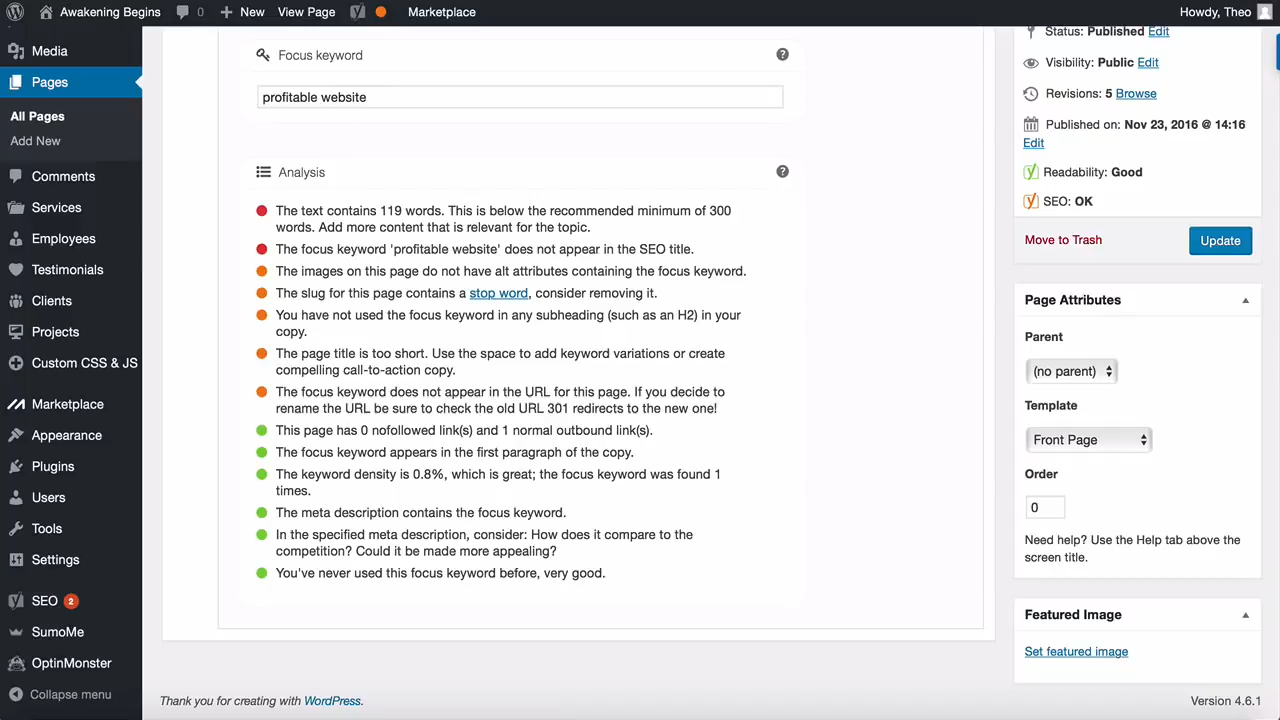 Awakening Begins 0 New View Page Marketplace Howdy, Theo
Media
Pages
All Pages
Add New
Comments
Services
Employees
Testimonials
Clients
Projects
Custom CSS & JS
Marketplace
Appearance
Plugins
Users
Tools
Settings
SEO 2
SumoMe
OptinMonster
Collapse menu
Focus keyword
profitable website
Analysis
The text contains 119 words. This is below the recommended minimum of 300
words. Add more content that is relevant for the topic.
The focus keyword 'profitable website' does not appear in the SEO title.
The images on this page do not have alt attributes containing the focus keyword.
The slug for this page contains a stop word, consider removing it.
You have not used the focus keyword in any subheading (such as an H2) in your
copy.
The page title is too short. Use the space to add keyword variations or create
compelling call-to-action copy.
The focus keyword does not appear in the URL for this page. If you decide to
rename the URL be sure to check the old URL 301 redirects to the new one!
This page has 0 nofollowed link(s) and 1 normal outbound link(s).
The focus keyword appears in the first paragraph of the copy.
The keyword density is 0.8%, which is great; the focus keyword was found 1
times.
The meta description contains the focus keyword.
In the specified meta description, consider: How does it compare to the
competition? Could it be made more appealing?
You've never used this focus keyword before, very good.
Status: Published Edit
Visibility: Public Edit
Revisions: 5 Browse
Published on: Nov 23, 2016 @ 14:16
Edit
Readability: Good
SEO: OK
Move to Trash
Update
Page Attributes
Parent
(no parent)
Template
Front Page
Order
0
Need help? Use the Help tab above the
screen title.
Featured Image
Set featured image
Thank you for creating with WordPress.
Version 4.6.1